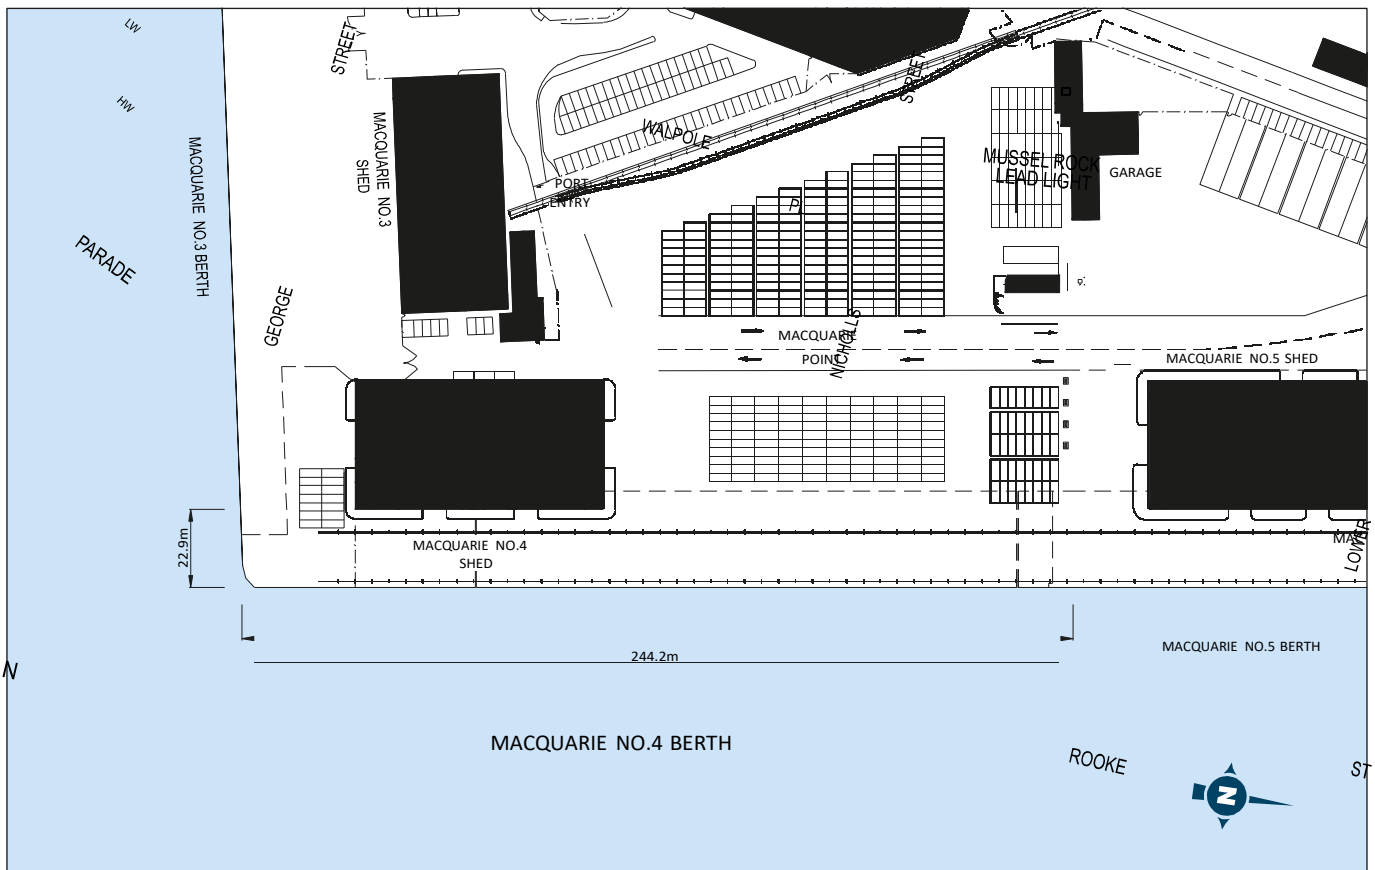 LW
HW
STREET
STREET
MACQUARIE NO.3 BERTH
MACQUARIE NO.3
SHED
WALPOLE
PORT
ENTRY
PL
MUSSEL ROCK
LEAD LIGHT
GARAGE
PARADE
GEORGE
MACQUARIE
POINT
NICHOLLS
MACQUARIE NO.5 SHED
22.9m
MACQUARIE NO.4
SHED
LOWER
244.2m
MACQUARIE NO.5 BERTH
N
MACQUARIE NO.4 BERTH
ROOKE
ST
N